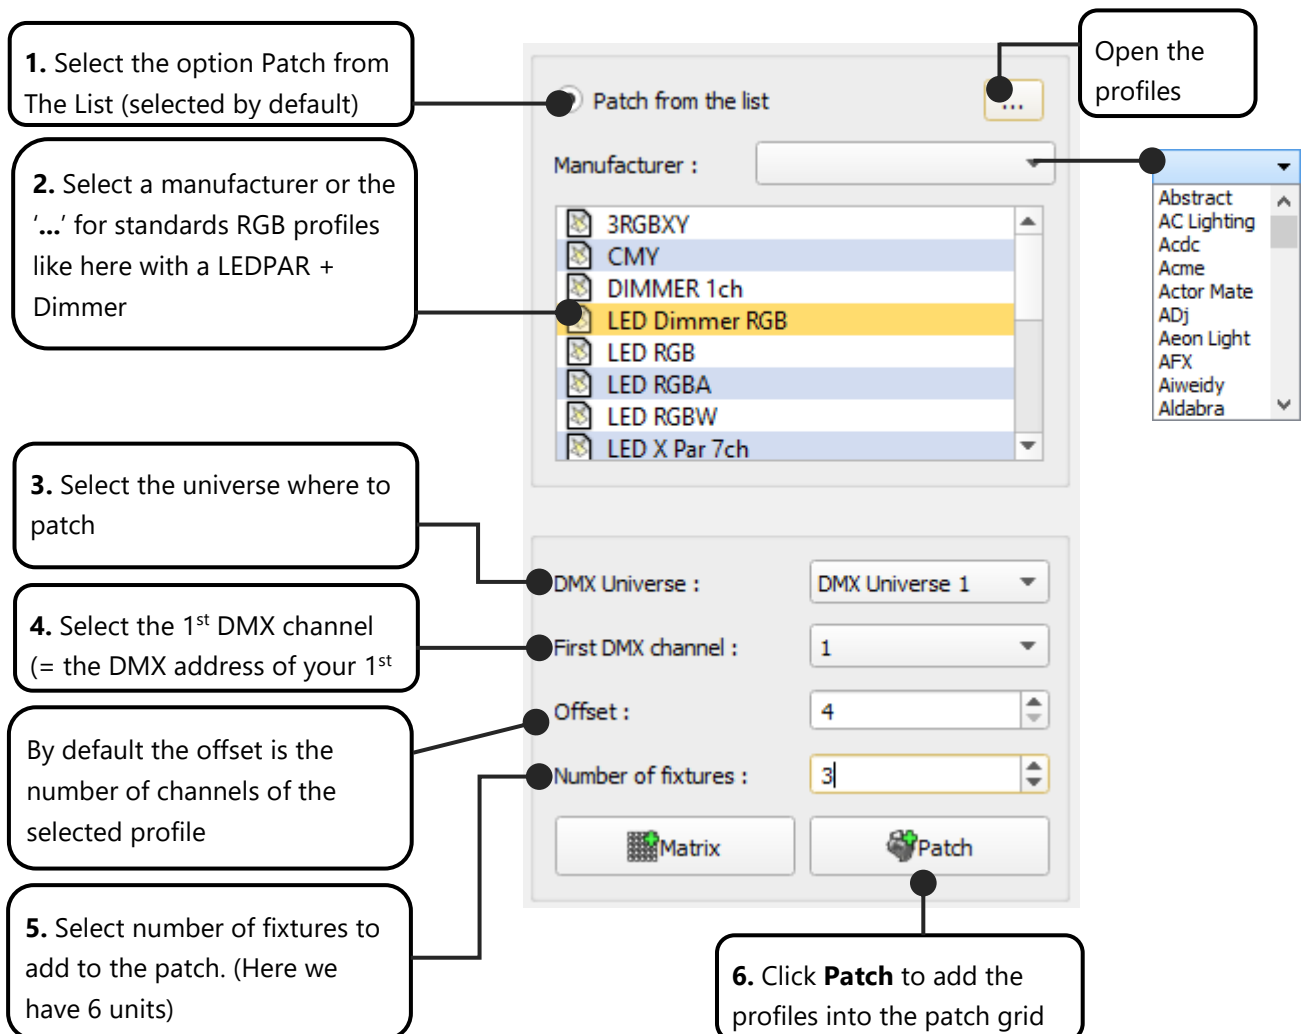 1. Select the option Patch from
The List (selected by default)
2. Select a manufacturer or the
‘...’ for standards RGB profiles
like here with a LEDPAR +
Dimmer
3. Select the universe where to
patch
4. Select the 1st DMX channel
(= the DMX address of your 1st
By default the offset is the
number of channels of the
selected profile
5. Select number of fixtures to
add to the patch. (Here we
have 6 units)
Patch from the list
...
Manufacturer :
3RGBXY
CMY
DIMMER 1ch
LED Dimmer RGB
LED RGB
LED RGBA
LED RGBW
LED X Par 7ch
DMX Universe :
DMX Universe 1
First DMX channel :
1
Offset :
4
Number of fixtures :
3
Matrix
Patch
6. Click Patch to add the
profiles into the patch grid
Open the
profiles
Abstract
AC Lighting
Acdc
Acme
Actor Mate
ADj
Aeon Light
AFX
Aiweidy
Aldabra